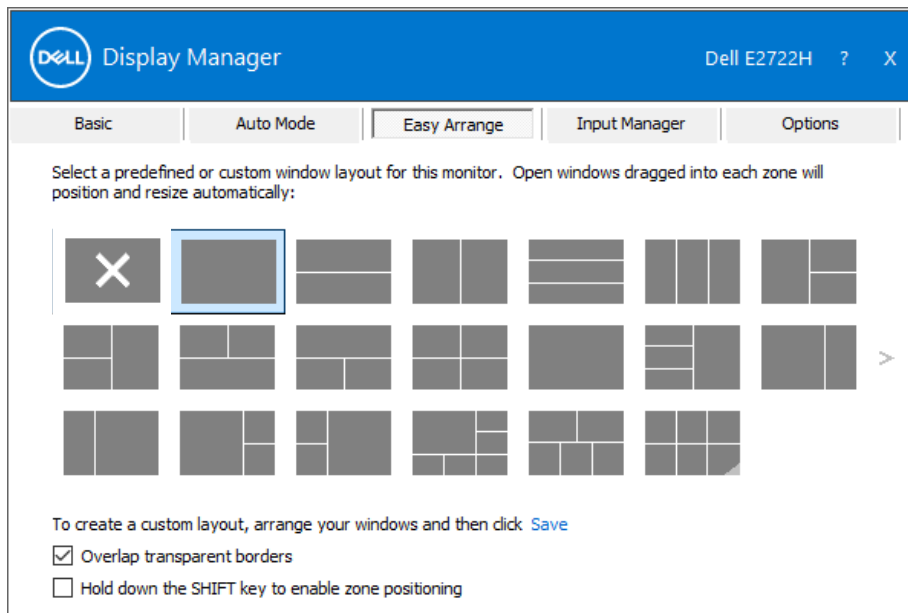 DELL Display Manager Dell E2722H ? X
Basic Auto Mode Easy Arrange Input Manager Options
Select a predefined or custom window layout for this monitor. Open windows dragged into each zone will
position and resize automatically:
>
To create a custom layout, arrange your windows and then click Save
Overlap transparent borders
Hold down the SHIFT key to enable zone positioning